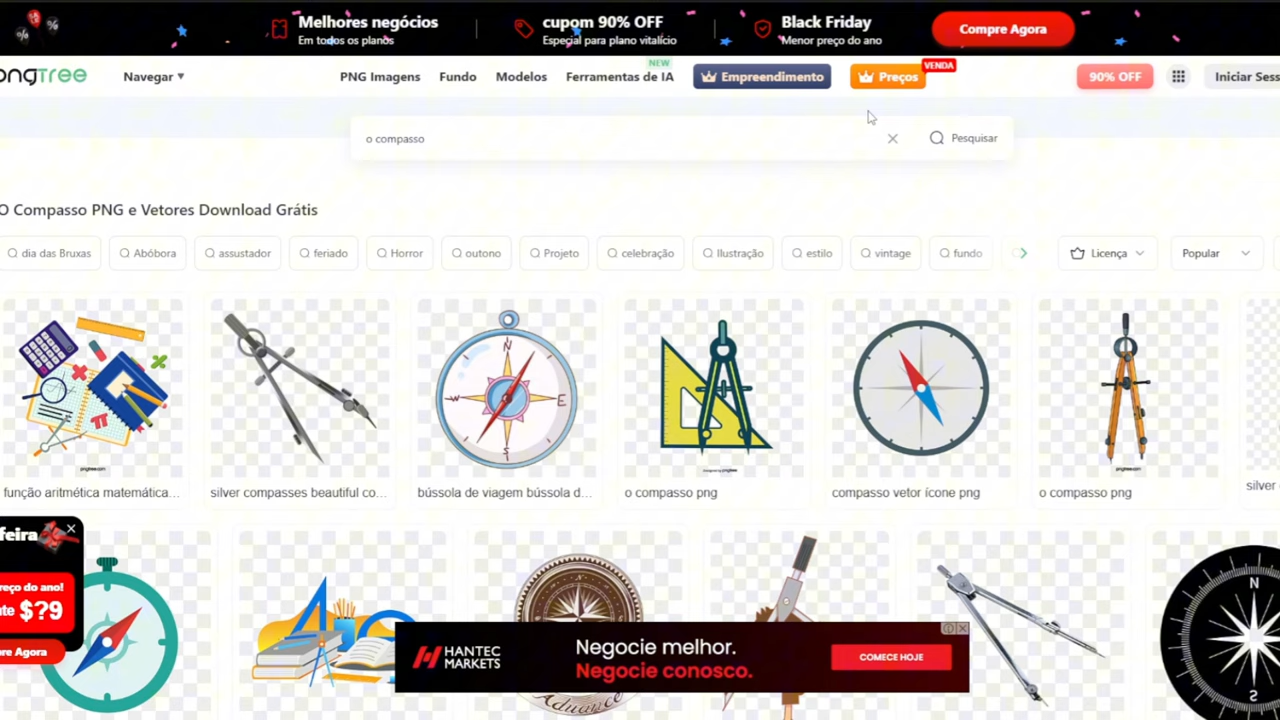 Melhores negócios
Em todos os planos
cupom 90% OFF
Especial para plano vitalício
Black Friday
Menor preço do ano
Compre Agora
ongTree
Navegar
PNG Imagens
Fundo
Modelos
Ferramentas de IA
NEW
Empreendimento
Preços
VENDA
90% OFF
Iniciar Sess
o compasso
Pesquisar
O Compasso PNG e Vetores Download Grátis
dia das Bruxas
Abóbora
assustador
feriado
Horror
outono
Projeto
celebração
Ilustração
estilo
vintage
fundo
Licença
Popular
N
W
E
S
pngtree.com
função aritmética matemática...
silver compasses beautiful co...
bússola de viagem bússola d...
o compasso png
compasso vetor ícone png
o compasso png
silver
feira
reço do ano!
te $?9
re Agora
Advance
N
S
HANTEC
MARKETS
Negocie melhor.
Negocie conosco.
COMECE HOJE